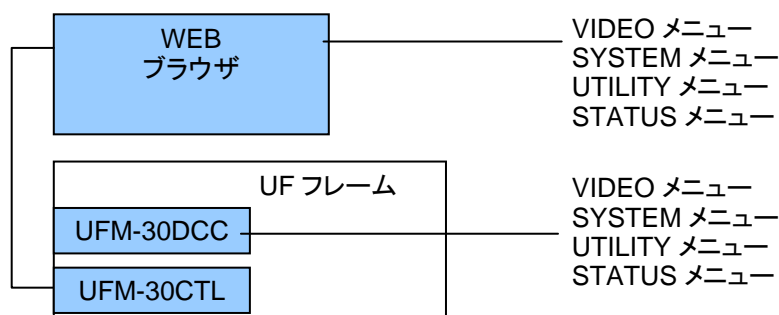 WEB
ブラウザ
VIDEO メニュー
SYSTEM メニュー
UTILITY メニュー
STATUS メニュー
UF フレーム
UFM-30DCC
UFM-30CTL
VIDEO メニュー
SYSTEM メニュー
UTILITY メニュー
STATUS メニュー